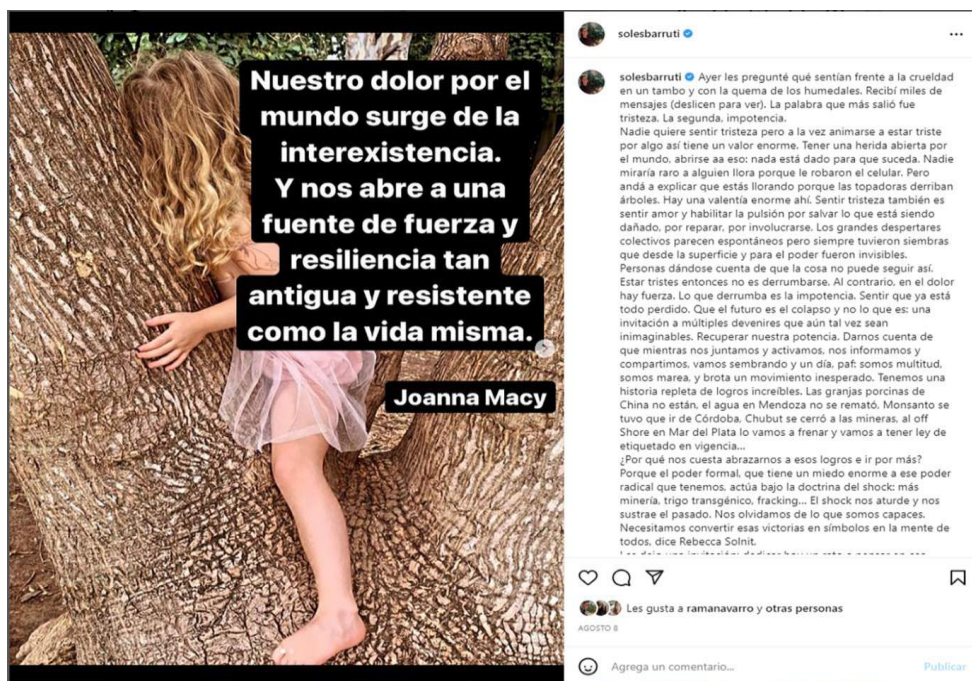 Nuestro dolor por el
mundo surge de la
interexistencia.
Y nos abre a una
fuente de fuerza y
resiliencia tan
antigua y resistente
como la vida misma.
Joanna Macy
solesbarruti
solesbarruti Ayer les pregunté qué sentían frente a la crueldad
en un tambo y con la quema de los humedales. Recibí miles de
mensajes (deslicen para ver). La palabra que más salió fue
tristeza. La segunda, impotencia.
Nadie quiere sentir tristeza pero a la vez animarse a estar triste
por algo así tiene un valor enorme. Tener una herida abierta por
el mundo, abrirse aa eso: nada está dado para que suceda. Nadie
miraría raro a alguien llora porque le robaron el celular. Pero
andá a explicar que estás llorando porque las topadoras derriban
árboles. Hay una valentía enorme ahí. Sentir tristeza también es
sentir amor y habilitar la pulsión por salvar lo que está siendo
dañado, por reparar, por involucrarse. Los grandes despertares
colectivos parecen espontáneos pero siempre tuvieron siembras
que desde la superficie y para el poder fueron invisibles.
Personas dándose cuenta de que la cosa no puede seguir así.
Estar tristes entonces no es derrumbarse. Al contrario, en el dolor
hay fuerza. Lo que derrumba es la impotencia. Sentir que ya está
todo perdido. Que el futuro es el colapso y no lo que es: una
invitación a múltiples devenires que aún tal vez sean
inimaginables. Recuperar nuestra potencia. Darnos cuenta de
que mientras nos juntamos y activamos, nos informamos y
compartimos, vamos sembrando y un día, paf: somos multitud,
somos marea, y brota un movimiento inesperado. Tenemos una
historia repleta de logros increíbles. Las granjas porcinas de
China no están, el agua en Mendoza no se remató, Monsanto se
tuvo que ir de Córdoba, Chubut se cerró a las mineras, al off
Shore en Mar del Plata lo vamos a frenar y vamos a tener ley de
etiquetado en vigencia...
¿Por qué nos cuesta abrazarnos a esos logros e ir por más?
Porque el poder formal, que tiene un miedo enorme a ese poder
radical que tenemos, actúa bajo la doctrina del shock: más
minería, trigo transgénico, fracking... El shock nos aturde y nos
sustrae el pasado. Nos olvidamos de lo que somos capaces.
Necesitamos convertir esas victorias en símbolos en la mente de
todos, dice Rebecca Solnit.
Les gusta a ramanavarro y otras personas
AGOSTO 8
Agrega un comentario...
Publicar